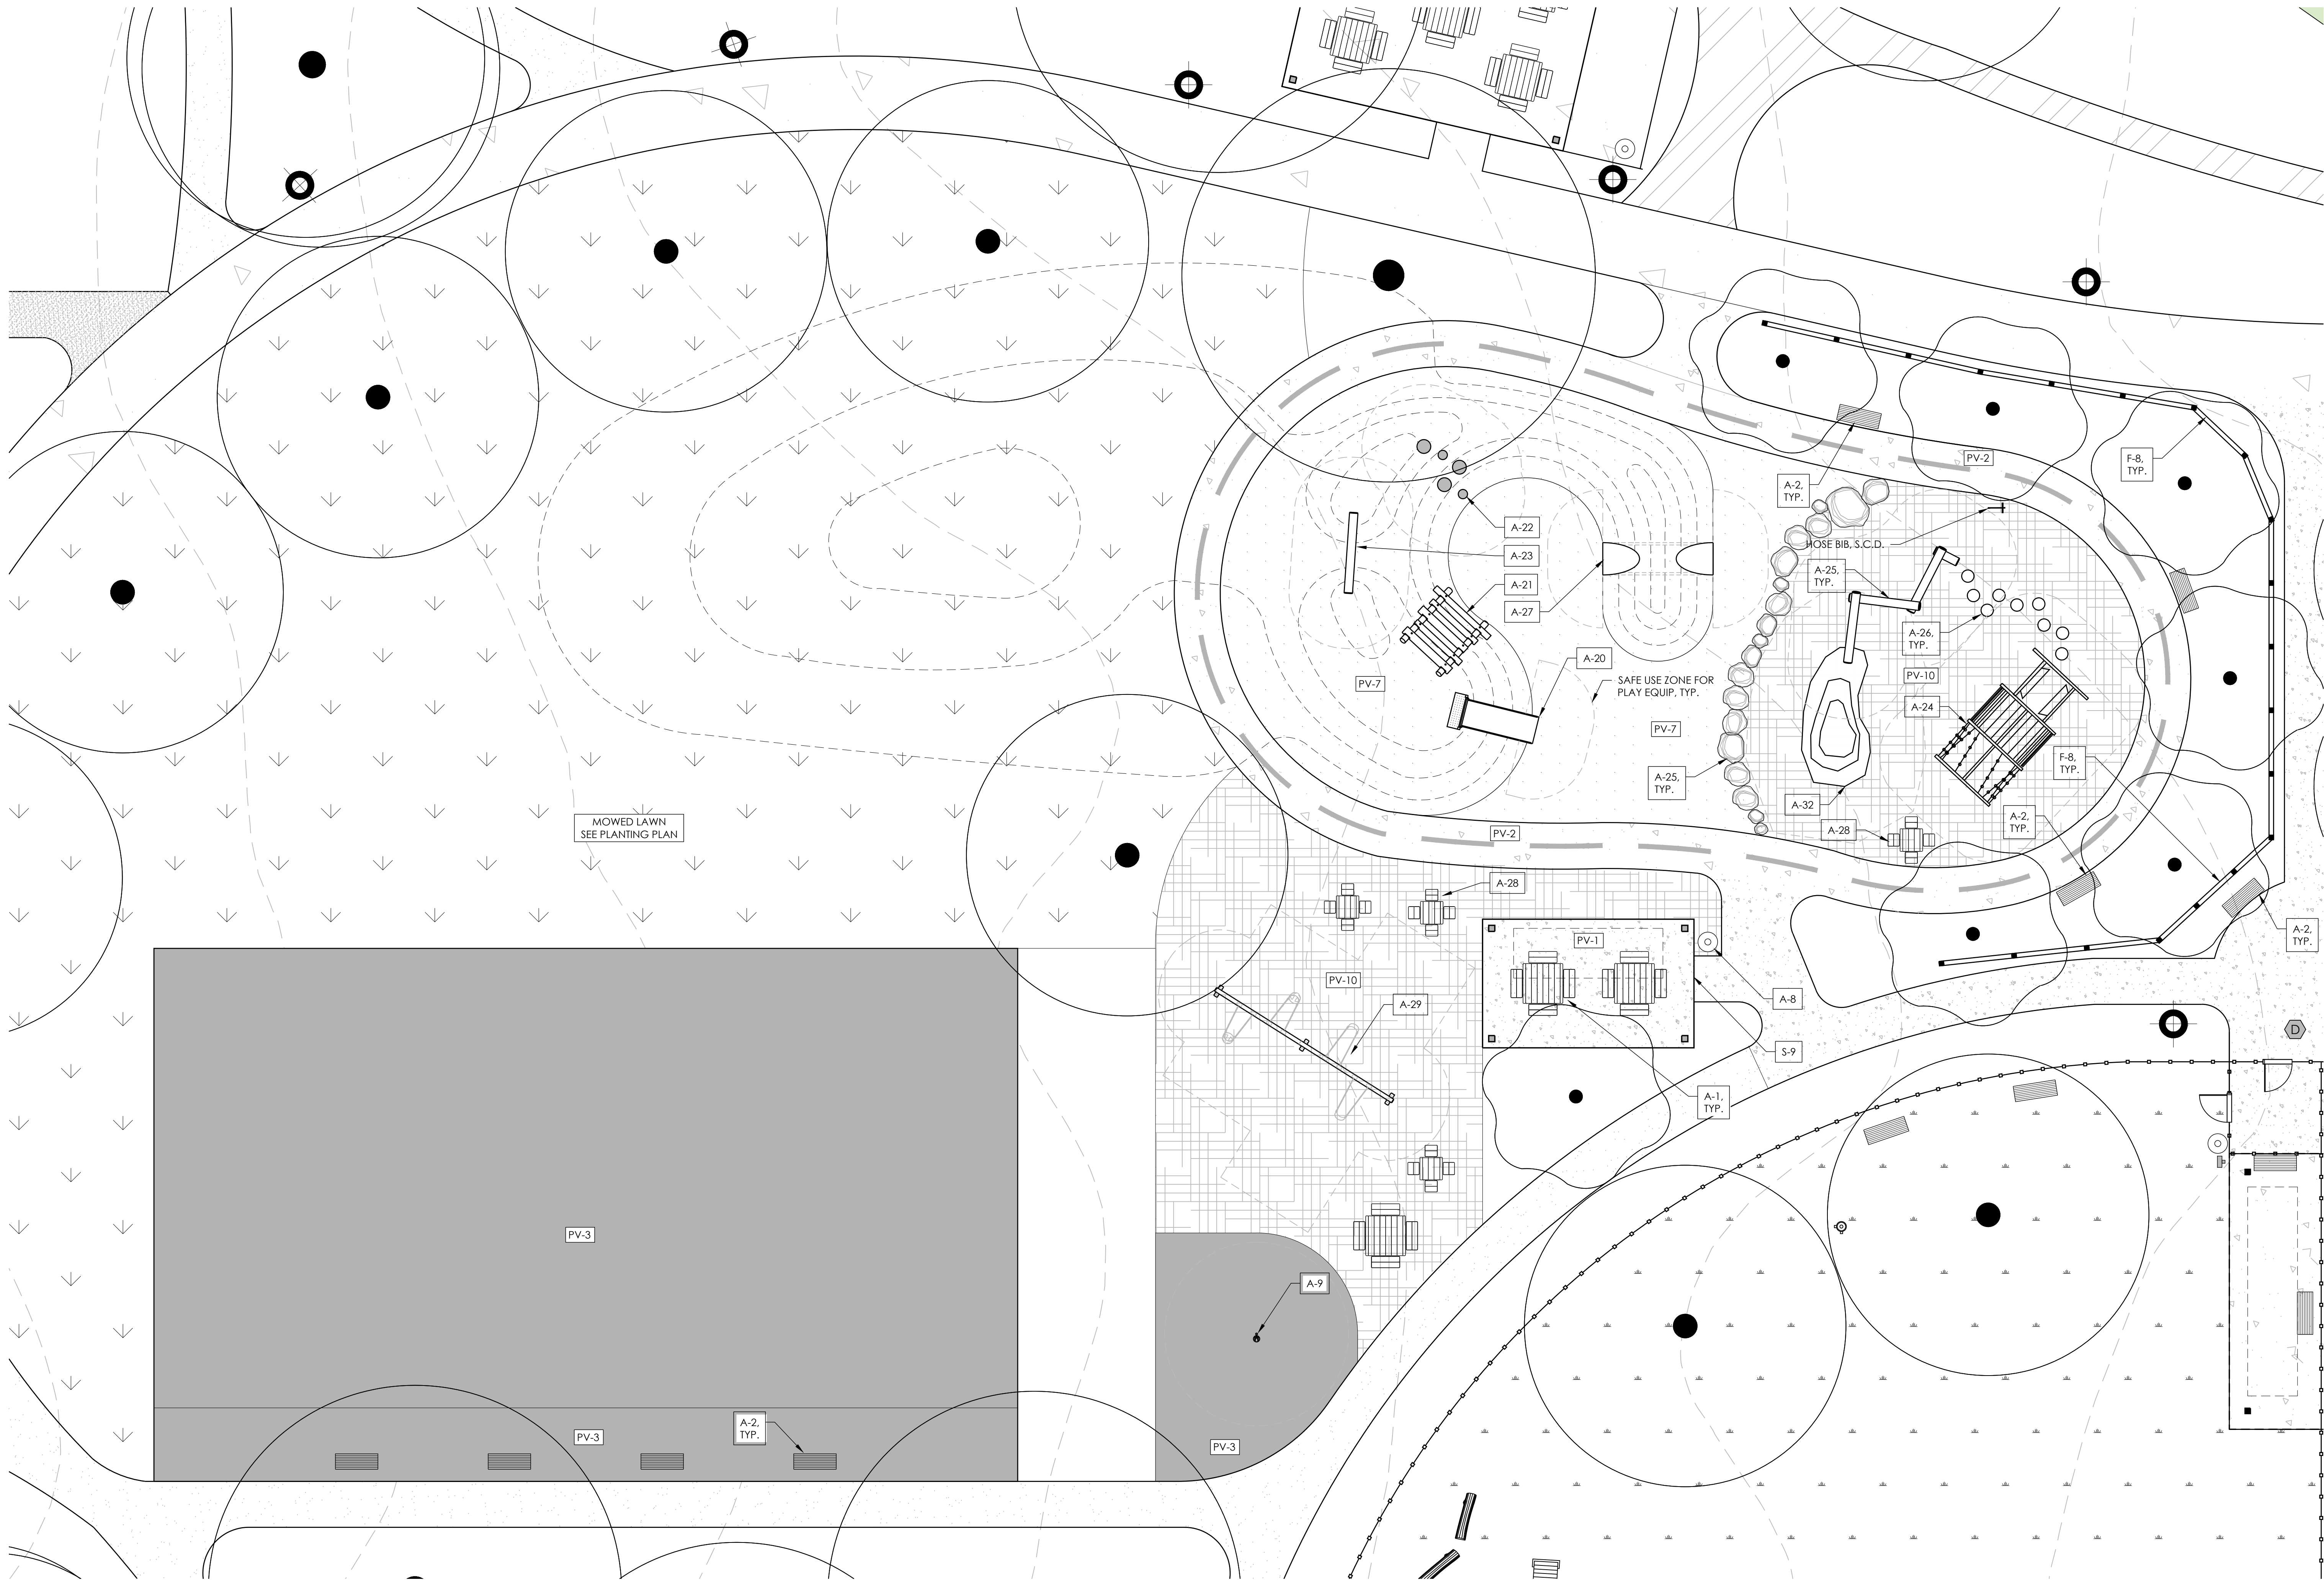 PV-2
F-8,
TYP.
A-2,
TYP.
A-22
HOSE BIB, S.C.D.
A-23
A-25,
TYP.
A-21
A-27
A-26,
TYP.
A-20
PV-10
SAFE USE ZONE FOR
PLAY EQUIP, TYP.
PV-7
A-24
PV-7
F-8,
TYP.
A-25,
TYP.
A-32
MOWED LAWN
SEE PLANTING PLAN
A-2,
TYP.
PV-2
A-28
A-28
A-2,
TYP.
PV-1
PV-10
A-29
A-8
D
S-9
A-1,
TYP.
PV-3
A-9
A-2,
TYP.
PV-3
PV-3